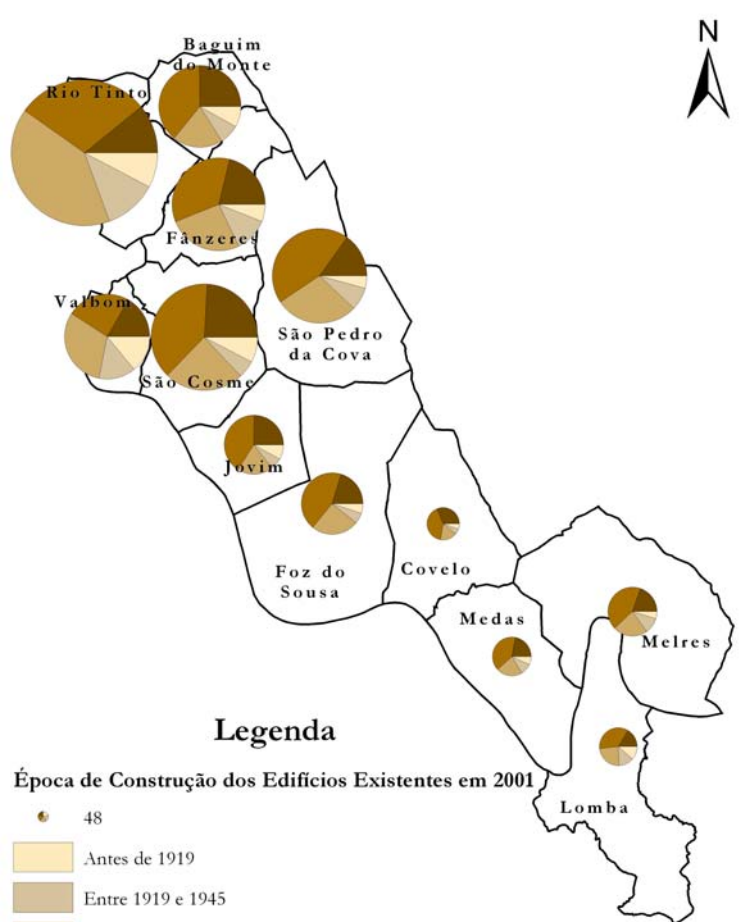 N
Baguim
do Monte
Rio Tinto
Fânzeres
Valbom
São Pedro
da Cova
São Cosme
Jovim
Foz do
Sousa
Covelo
Medas
Melres
Lomba
Legenda
Época de Construção dos Edifícios Existentes em 2001
48
Antes de 1919
Entre 1919 e 1945